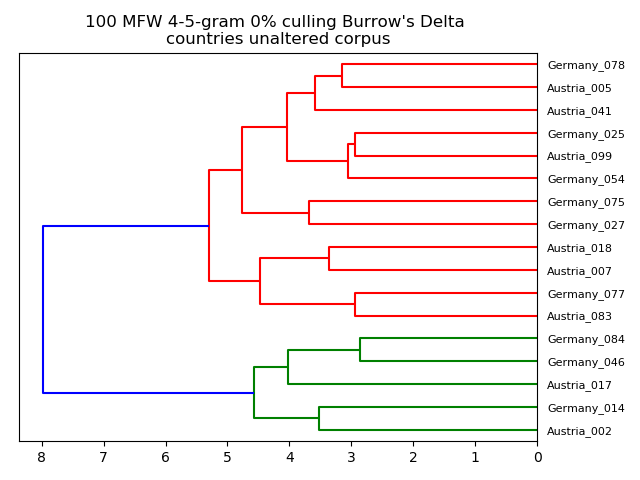 100 MFW 4-5-gram 0% culling Burrow's Delta
countries unaltered corpus
Germany_078
Austria_005
Austria_041
Germany_025
Austria_099
Germany_054
Germany_075
Germany_027
Austria_018
Austria_007
Germany_077
Austria_083
Germany_084
Germany_046
Austria_017
Germany_014
Austria_002
8 7 6 5 4 3 2 1 0